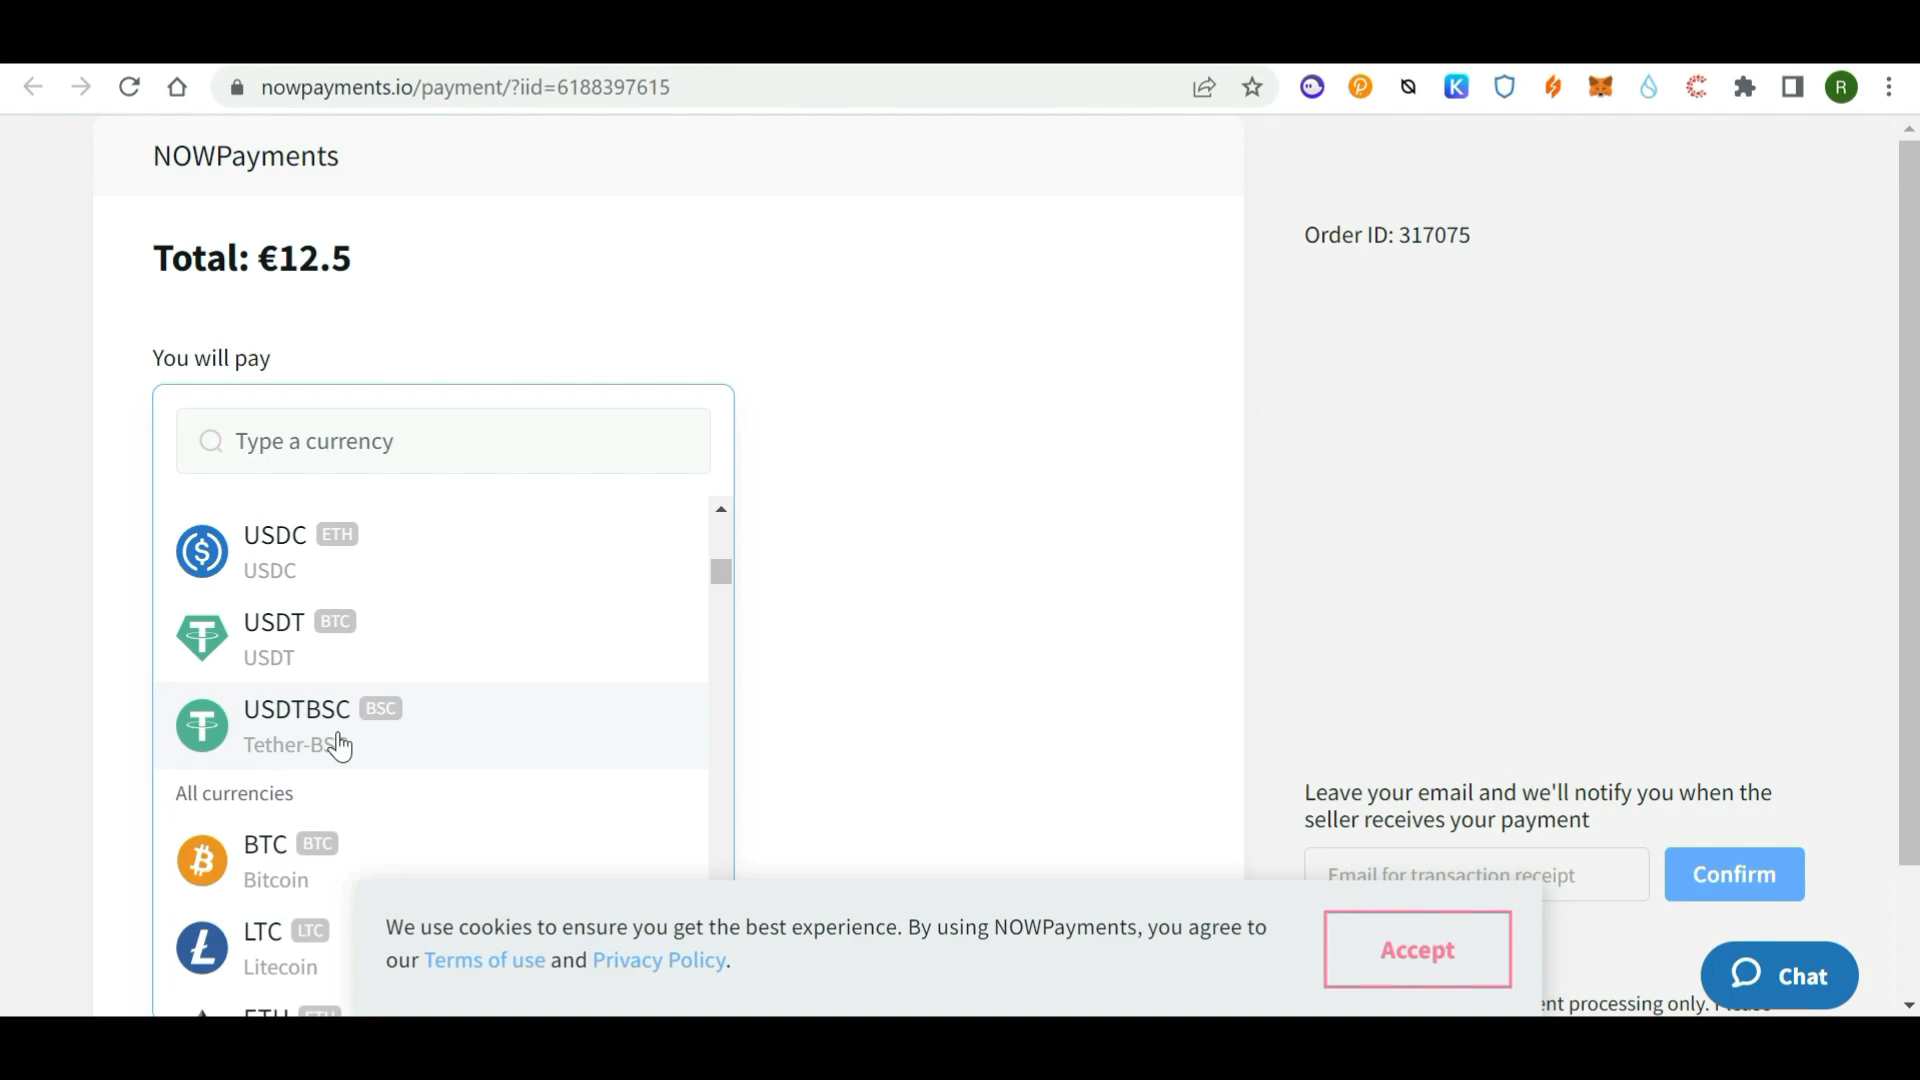 nowpayments.io/payment/?iid=6188397615
R
NOWPayments
Total: €12.5
Order ID: 317075
You will pay
Type a currency
USDC ETH
USDC
USDT BTC
USDT
USDTBSC BSC
Tether-BS
All currencies
BTC BTC
Bitcoin
LTC LTC
Litecoin
ETH ETH
Leave your email and we'll notify you when the
seller receives your payment
Email for transaction receipt
Confirm
We use cookies to ensure you get the best experience. By using NOWPayments, you agree to
our Terms of use and Privacy Policy.
Accept
Chat
processing only.